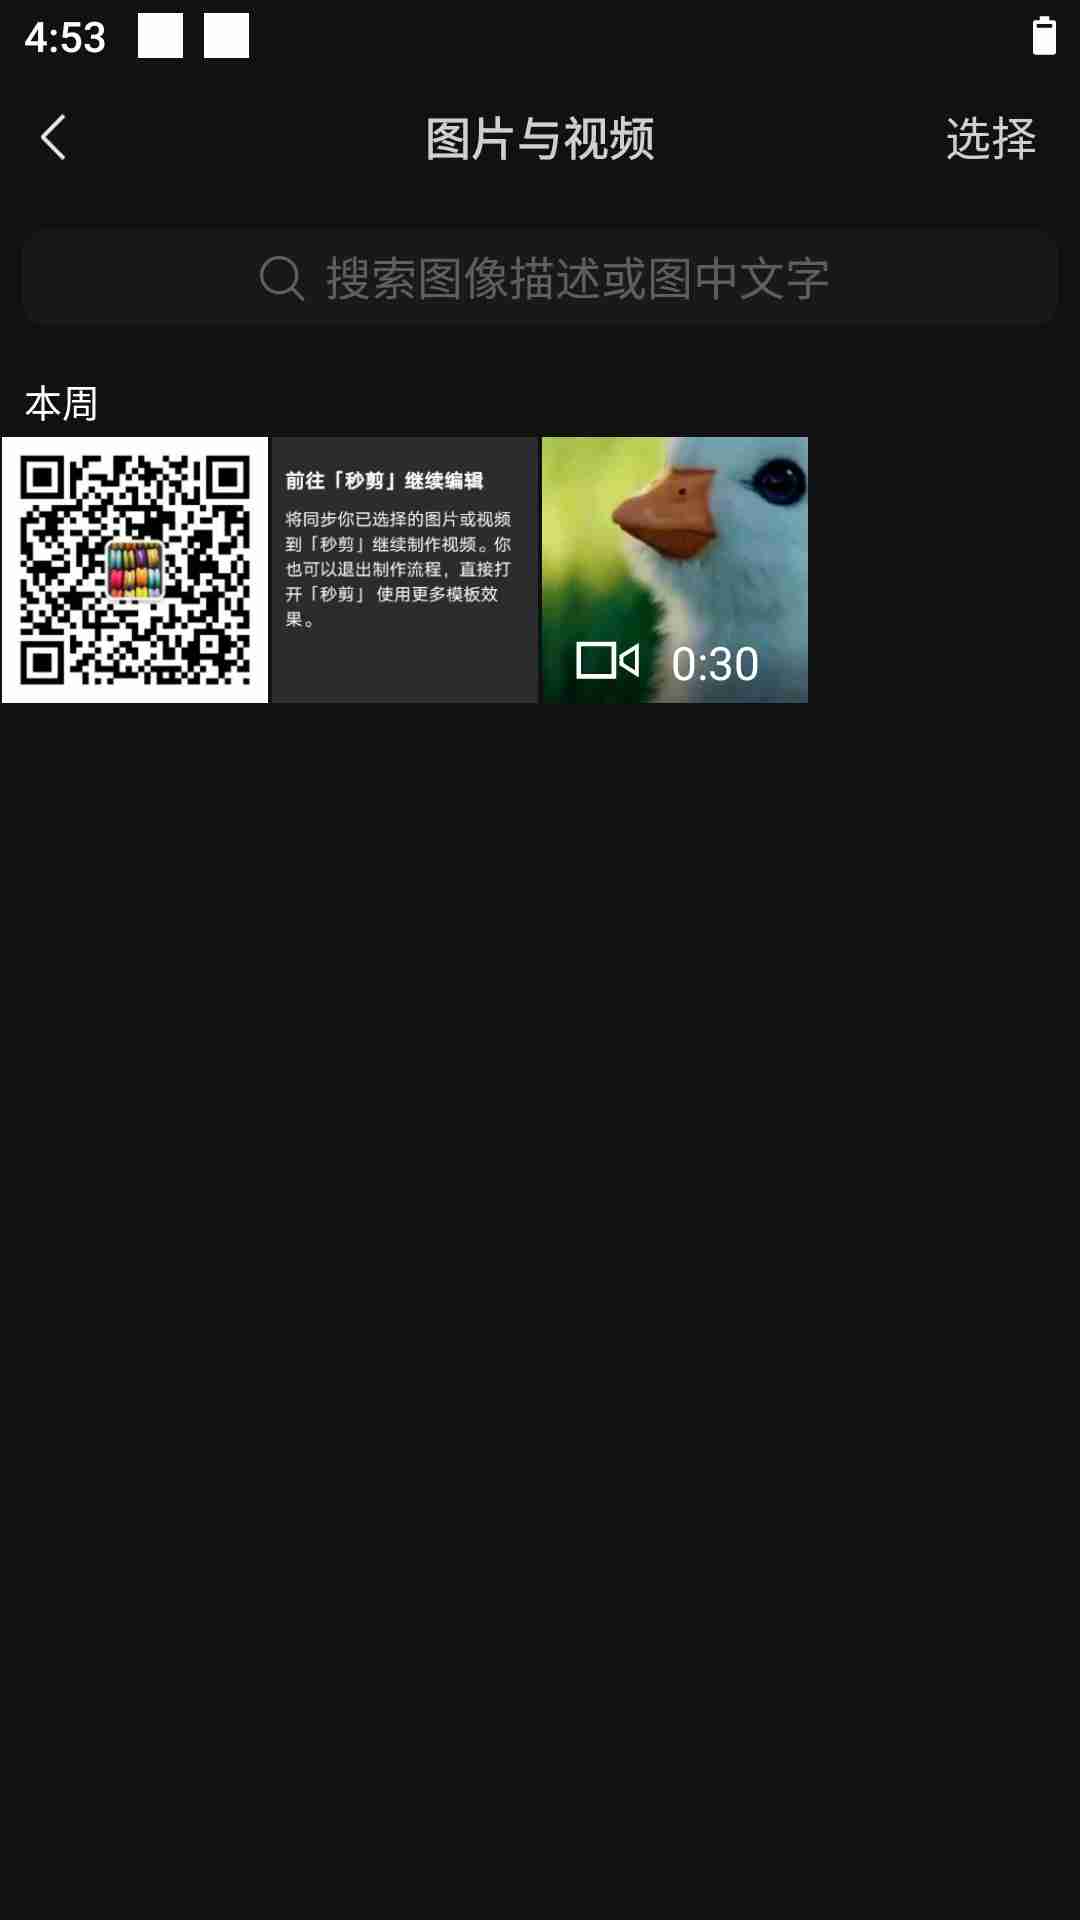 4:53
图片与视频
选择
搜索图像描述或图中文字
本周
前往「秒剪」继续编辑
将同步你已选择的图片或视频
到「秒剪」继续制作视频。你
也可以退出制作流程，直接打
开「秒剪」 使用更多模板效
果。
0:30